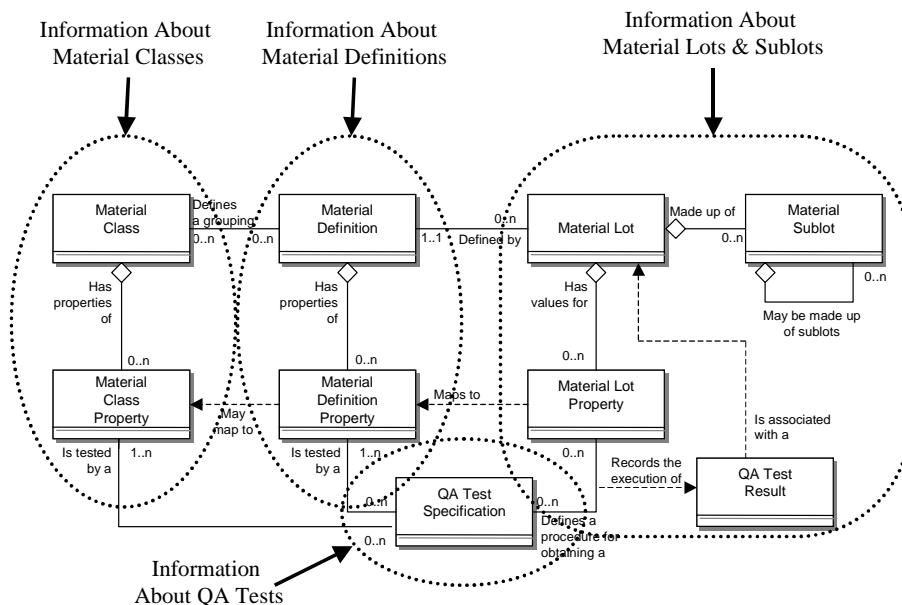 Information About
Material Classes
Information About
Material Definitions
Information About
Material Lots & Sublots
Material
Class
Defines
a grouping
0..n
0..n
Material
Definition
1..1
0..n
Defined by
Material Lot
Made up of
0..n
Material
Sublot
0..n
May be made up
of sublots
Has
properties
of
0..n
Has
properties
of
0..n
Has
values for
0..n
Material
Class
Property
May
map to
Material
Definition
Property
Maps to
Material Lot
Property
Is associated
with a
Is tested
by a
1..n
Is tested
by a
1..n
0..n
Records the
execution of
QA Test
Result
0..n
QA Test
Specification
0..n
0..n
Defines a
procedure for
obtaining a
Information
About QA Tests